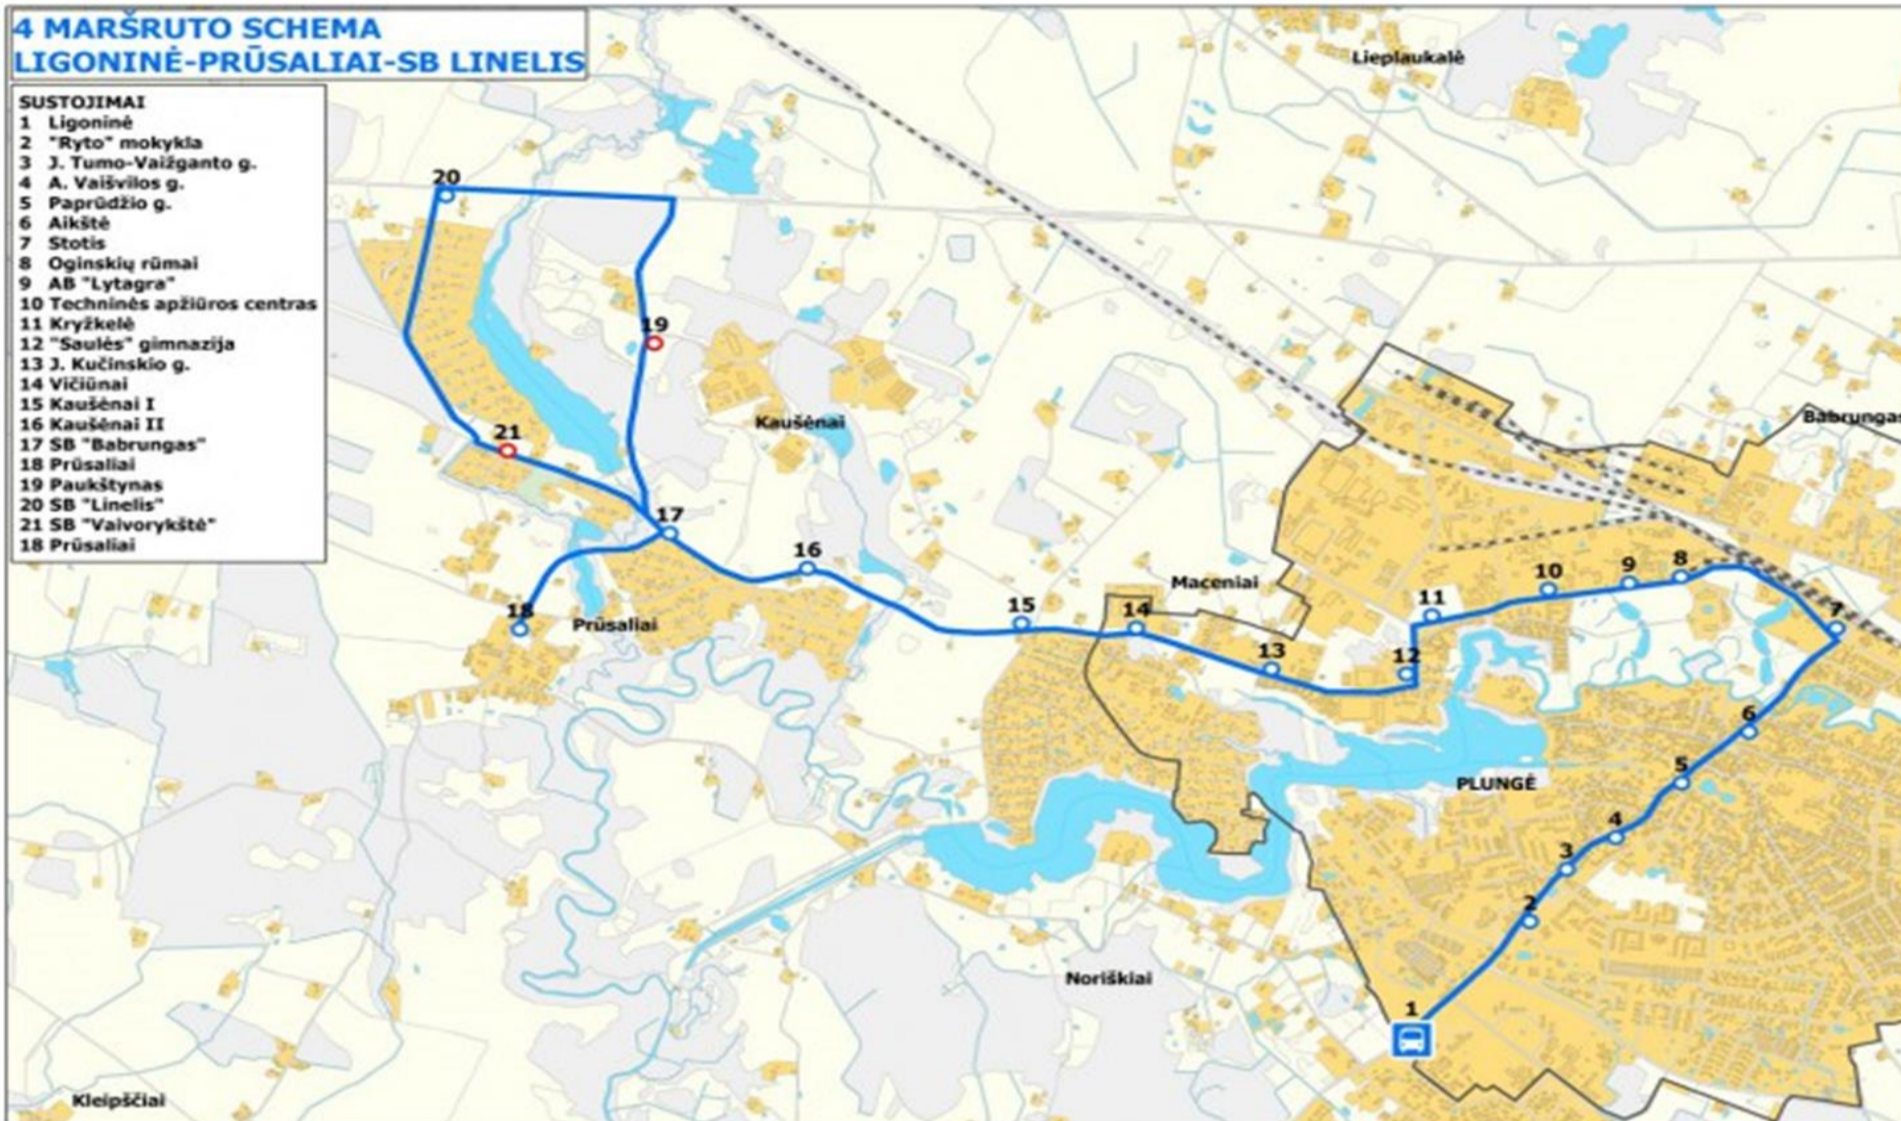 4 MARŠRUTO SCHEMA
LIGONINĖ-PRŪSALIAI-SB LINELIS
SUSTOJIMAI
1 Ligoninė
2 "Ryto" mokykla
3 J. Tumo-Vaižganto g.
4 A. Vaišvilos g.
5 Paprūdžio g.
6 Aikštė
7 Stotis
8 Oginskių rūmai
9 AB "Lytagra"
10 Techninės apžiūros centras
11 Kryžkelė
12 "Saulės" gimnazija
13 J. Kučinskio g.
14 Vičiūnai
15 Kaušėnai I
16 Kaušėnai II
17 SB "Babrungas"
18 Prūsaliai
19 Paukštynas
20 SB "Linelis"
21 SB "Vaivorykštė"
18 Prūsaliai
Lieplaukalė
20
19
Kaušėnai
Babrungas
21
17
16
8
9
10
Maceniai
11
15
14
18
Prūsaliai
7
13
12
6
5
PLUNGĖ
4
3
2
Noriškiai
1
Kleipščiai